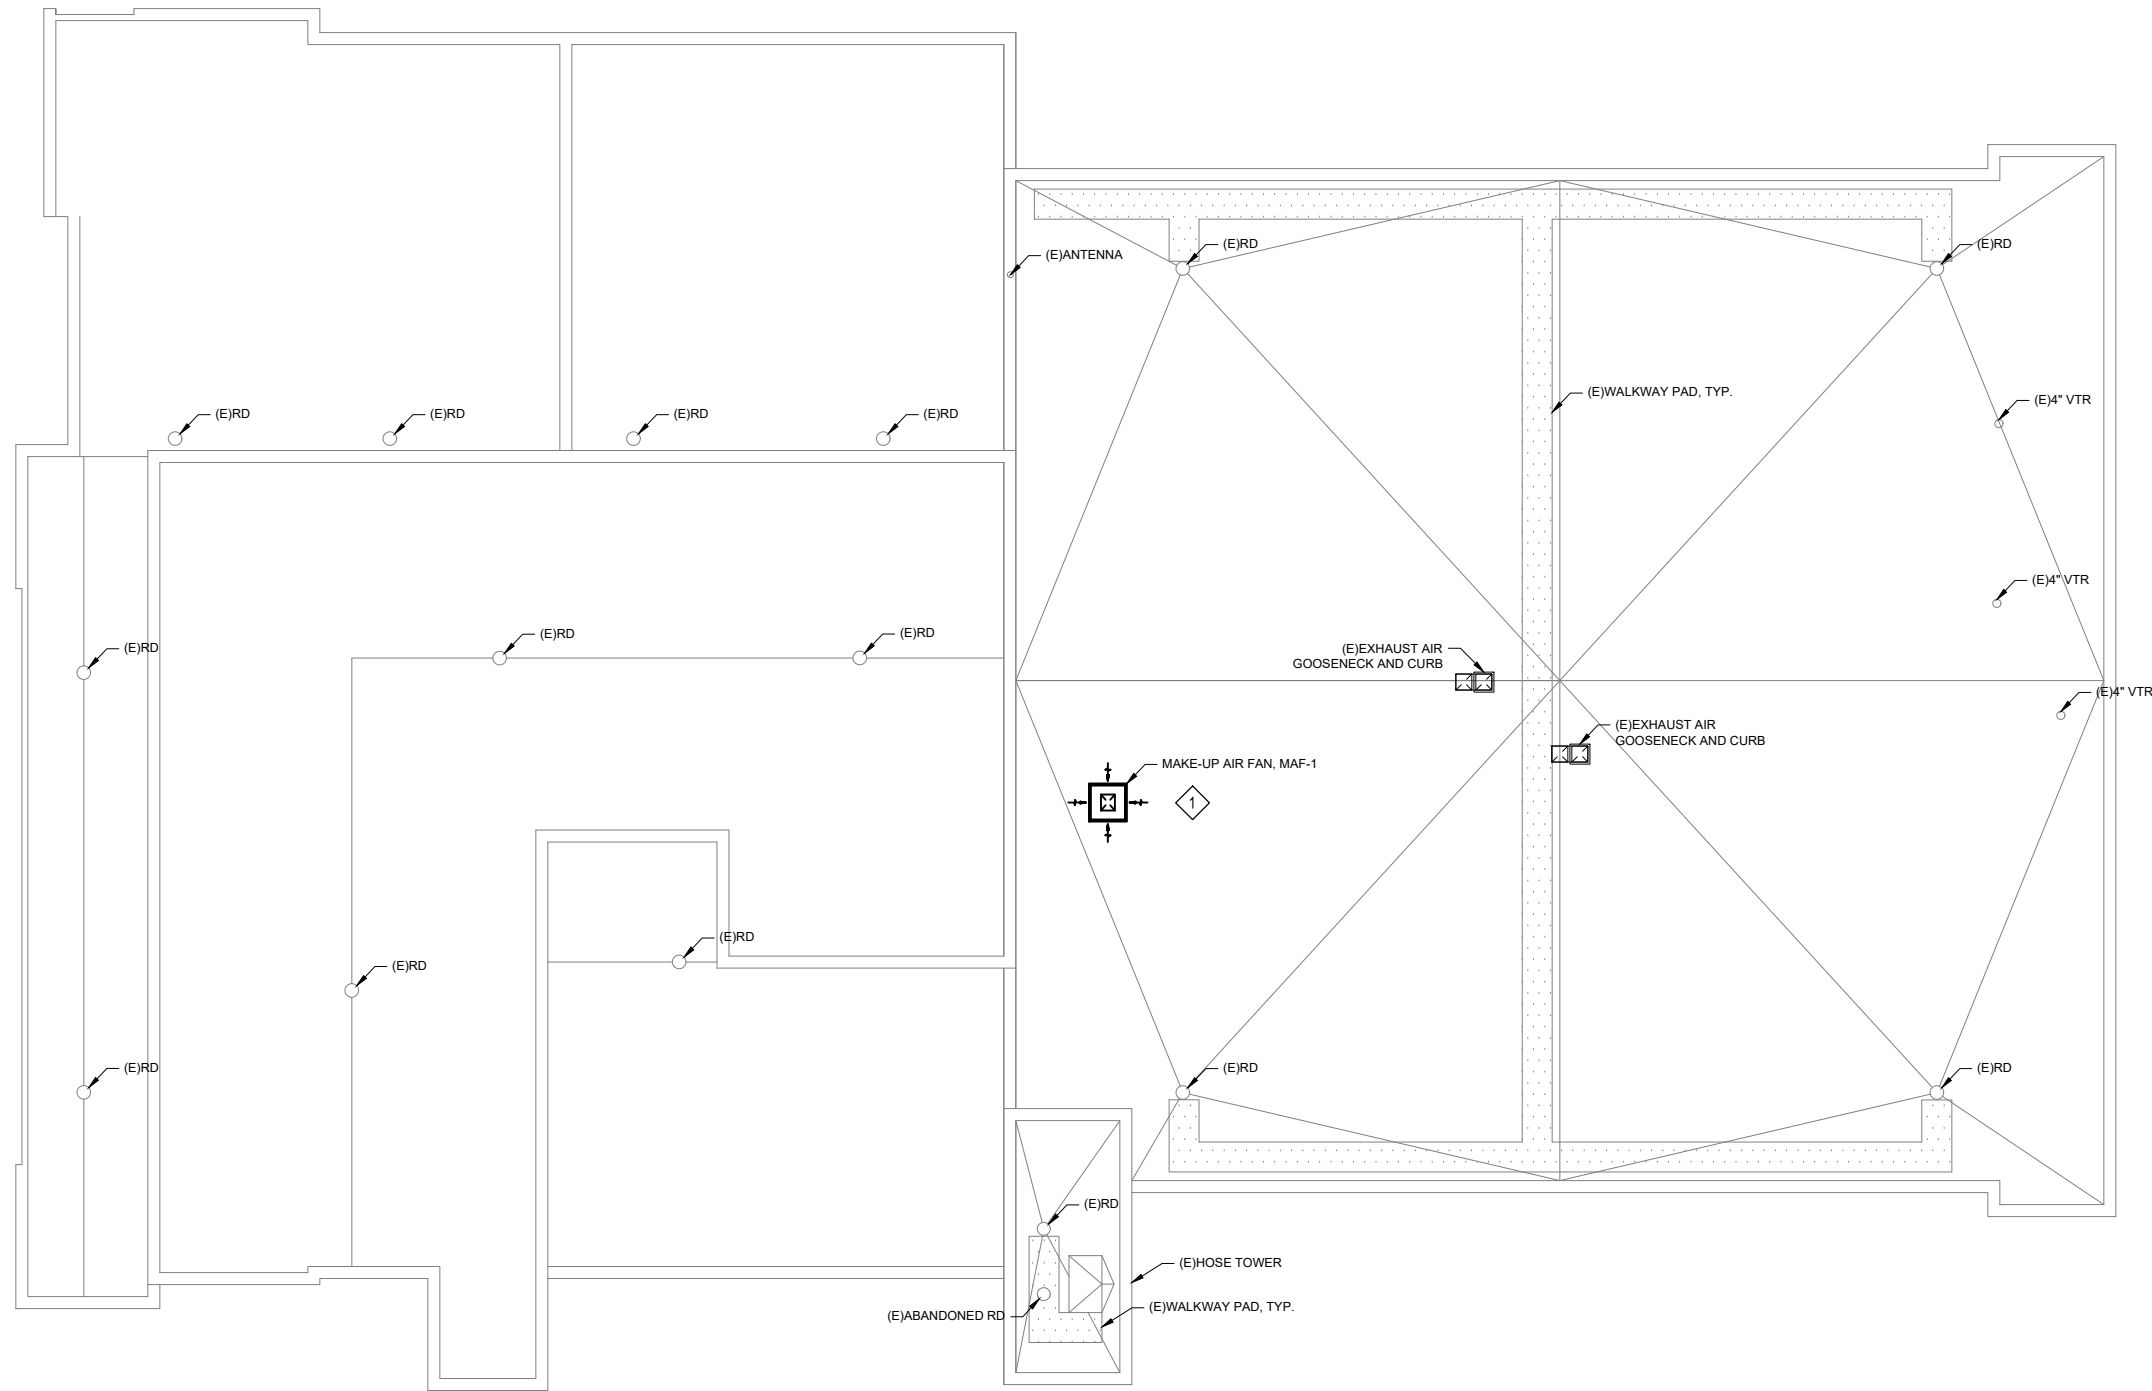 (E)RD
(E)RD
(E)ANTENNA
(E)WALKWAY PAD, TYP.
(E)4" VTR
(E)RD
(E)RD
(E)RD
(E)RD
(E)4" VTR
(E)RD
(E)RD
(E)RD
(E)EXHAUST AIR
GOOSENECK AND CURB
(E)4" VTR
(E)EXHAUST AIR
GOOSENECK AND CURB
MAKE-UP AIR FAN, MAF-1
1
(E)RD
(E)RD
(E)RD
(E)RD
(E)RD
(E)RD
(E)HOSE TOWER
(E)WALKWAY PAD, TYP.
(E)ABANDONED RD